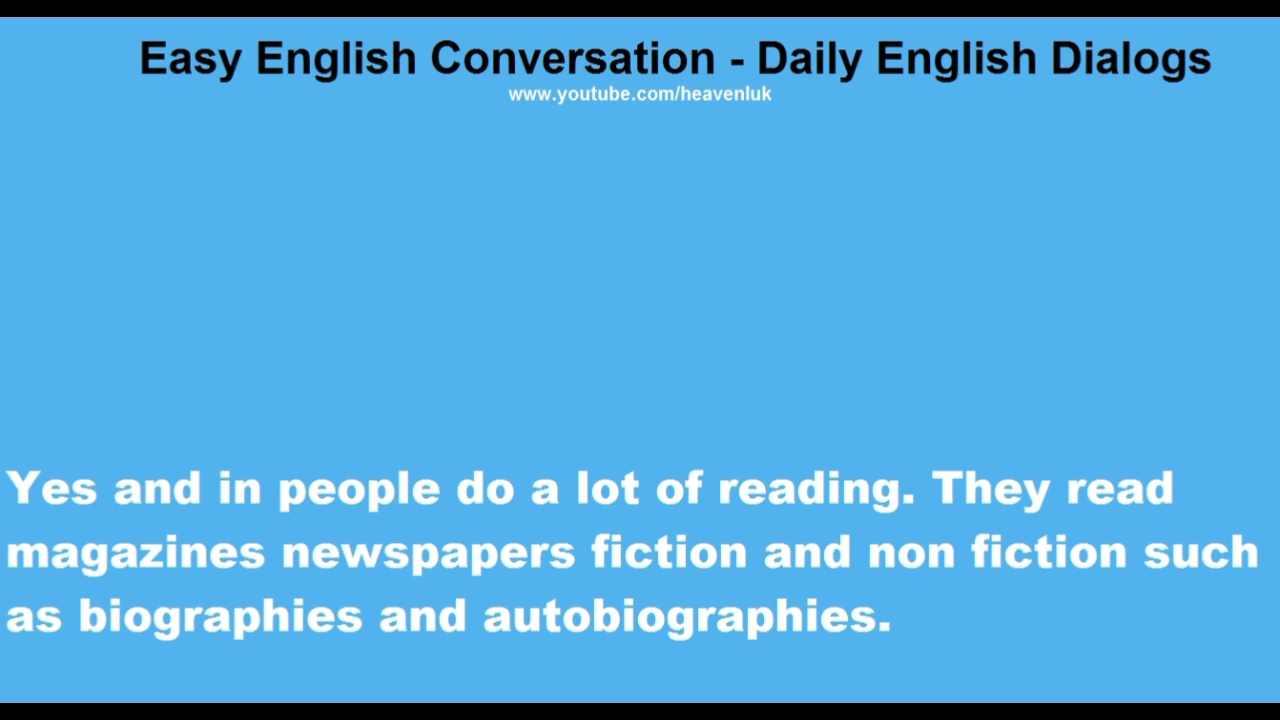 Easy English Conversation - Daily English Dialogs
www.youtube.com/heavenluk
Yes and in people do a lot of reading. They read
magazines newspapers fiction and non fiction such
as biographies and autobiographies.